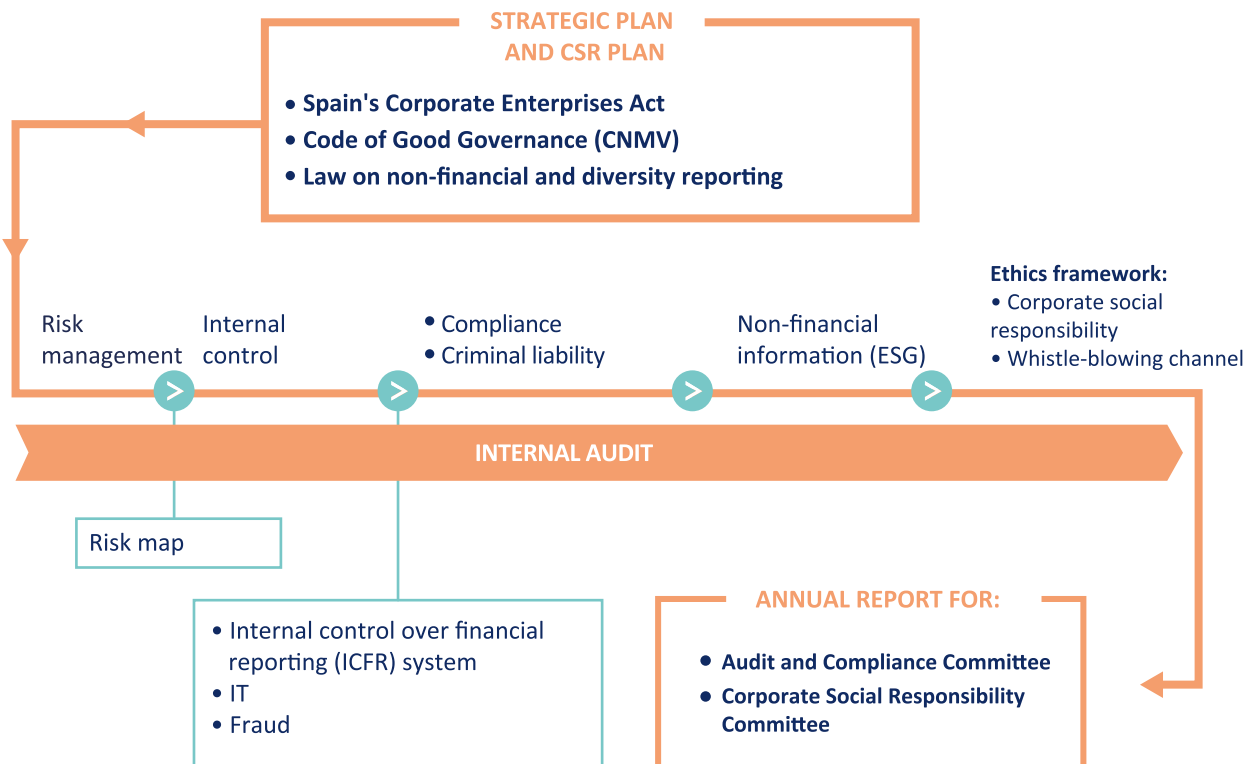 STRATEGIC PLAN
AND CSR PLAN
• Spain's Corporate Enterprises Act
• Code of Good Governance (CNMV)
• Law on non-financial and diversity reporting
Risk
management
Internal
control
• Compliance
• Criminal liability
Non-financial
information (ESG)
Ethics framework:
• Corporate social
responsibility
• Whistle-blowing channel
INTERNAL AUDIT
Risk map
• Internal control over financial
reporting (ICFR) system
• IT
• Fraud
ANNUAL REPORT FOR:
• Audit and Compliance Committee
• Corporate Social Responsibility
Committee